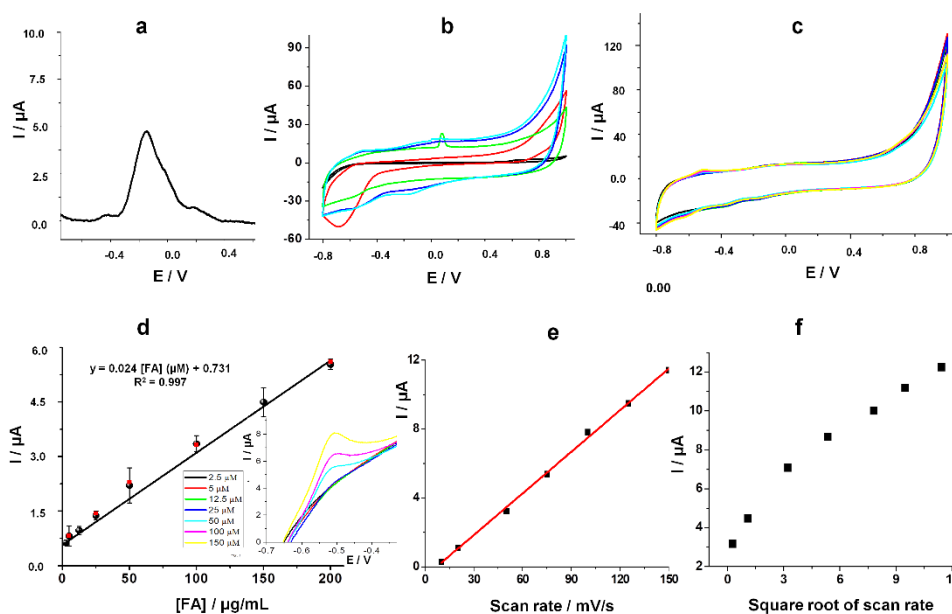 a
10.0
7.5
5.0
2.5
0.0
I / µA
-0.4
0.0
0.4
E / V
b
90
60
30
0
-30
-60
I / µA
-0.8
-0.4
0.0
0.4
0.8
E / V
c
120
80
40
0.0
-40
I / µA
-0.8
-0.4
0.0
0.4
0.8
E / V
0.00
d
y = 0.024 [FA] (µM) + 0.731
R² = 0.997
6.0
4.5
3.0
1.5
0.0
I / µA
0
50
100
150
200
[FA] / µg/mL
2.5 µM
5 µM
12.5 µM
25 µM
50 µM
100 µM
150 µM
8
6
4
2
0
I / µA
-0.7
-0.6
-0.5
-0.4
E / V
e
12
8
4
0
I / µA
0
30
60
90
120
150
Scan rate / mV/s
f
12
10
8
6
4
2
I / µA
0
3
6
9
Square root of scan rate